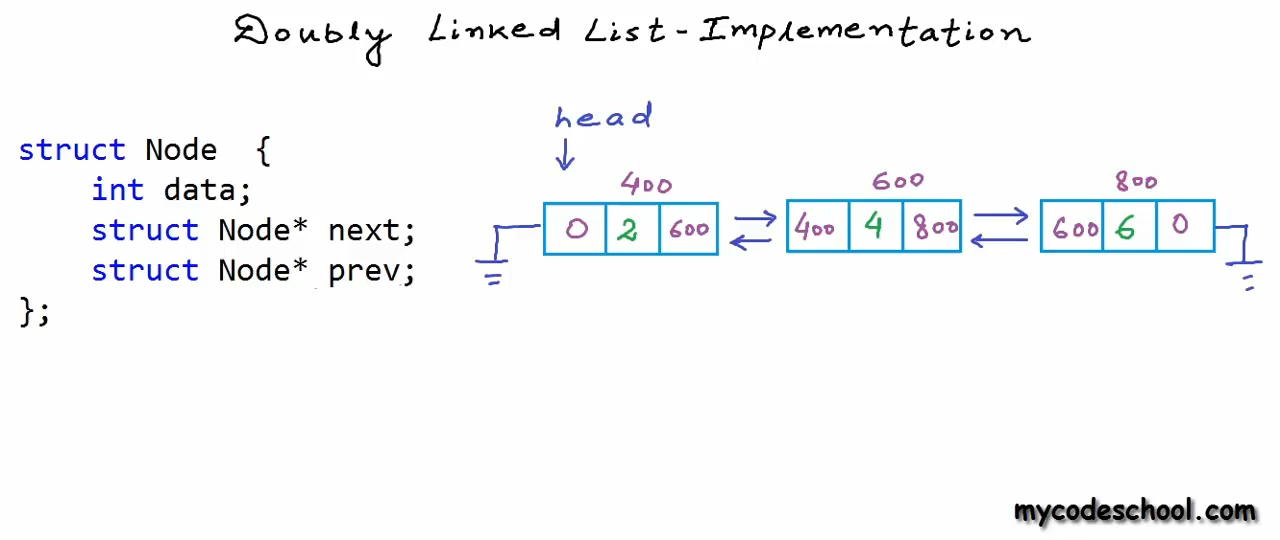 Doubly Linked List - Implementation
head
struct Node {
int data;
struct Node* next;
struct Node* prev;
};
400 600 800
0 2 600 400 4 800 600 6 0
mycodeschool.com